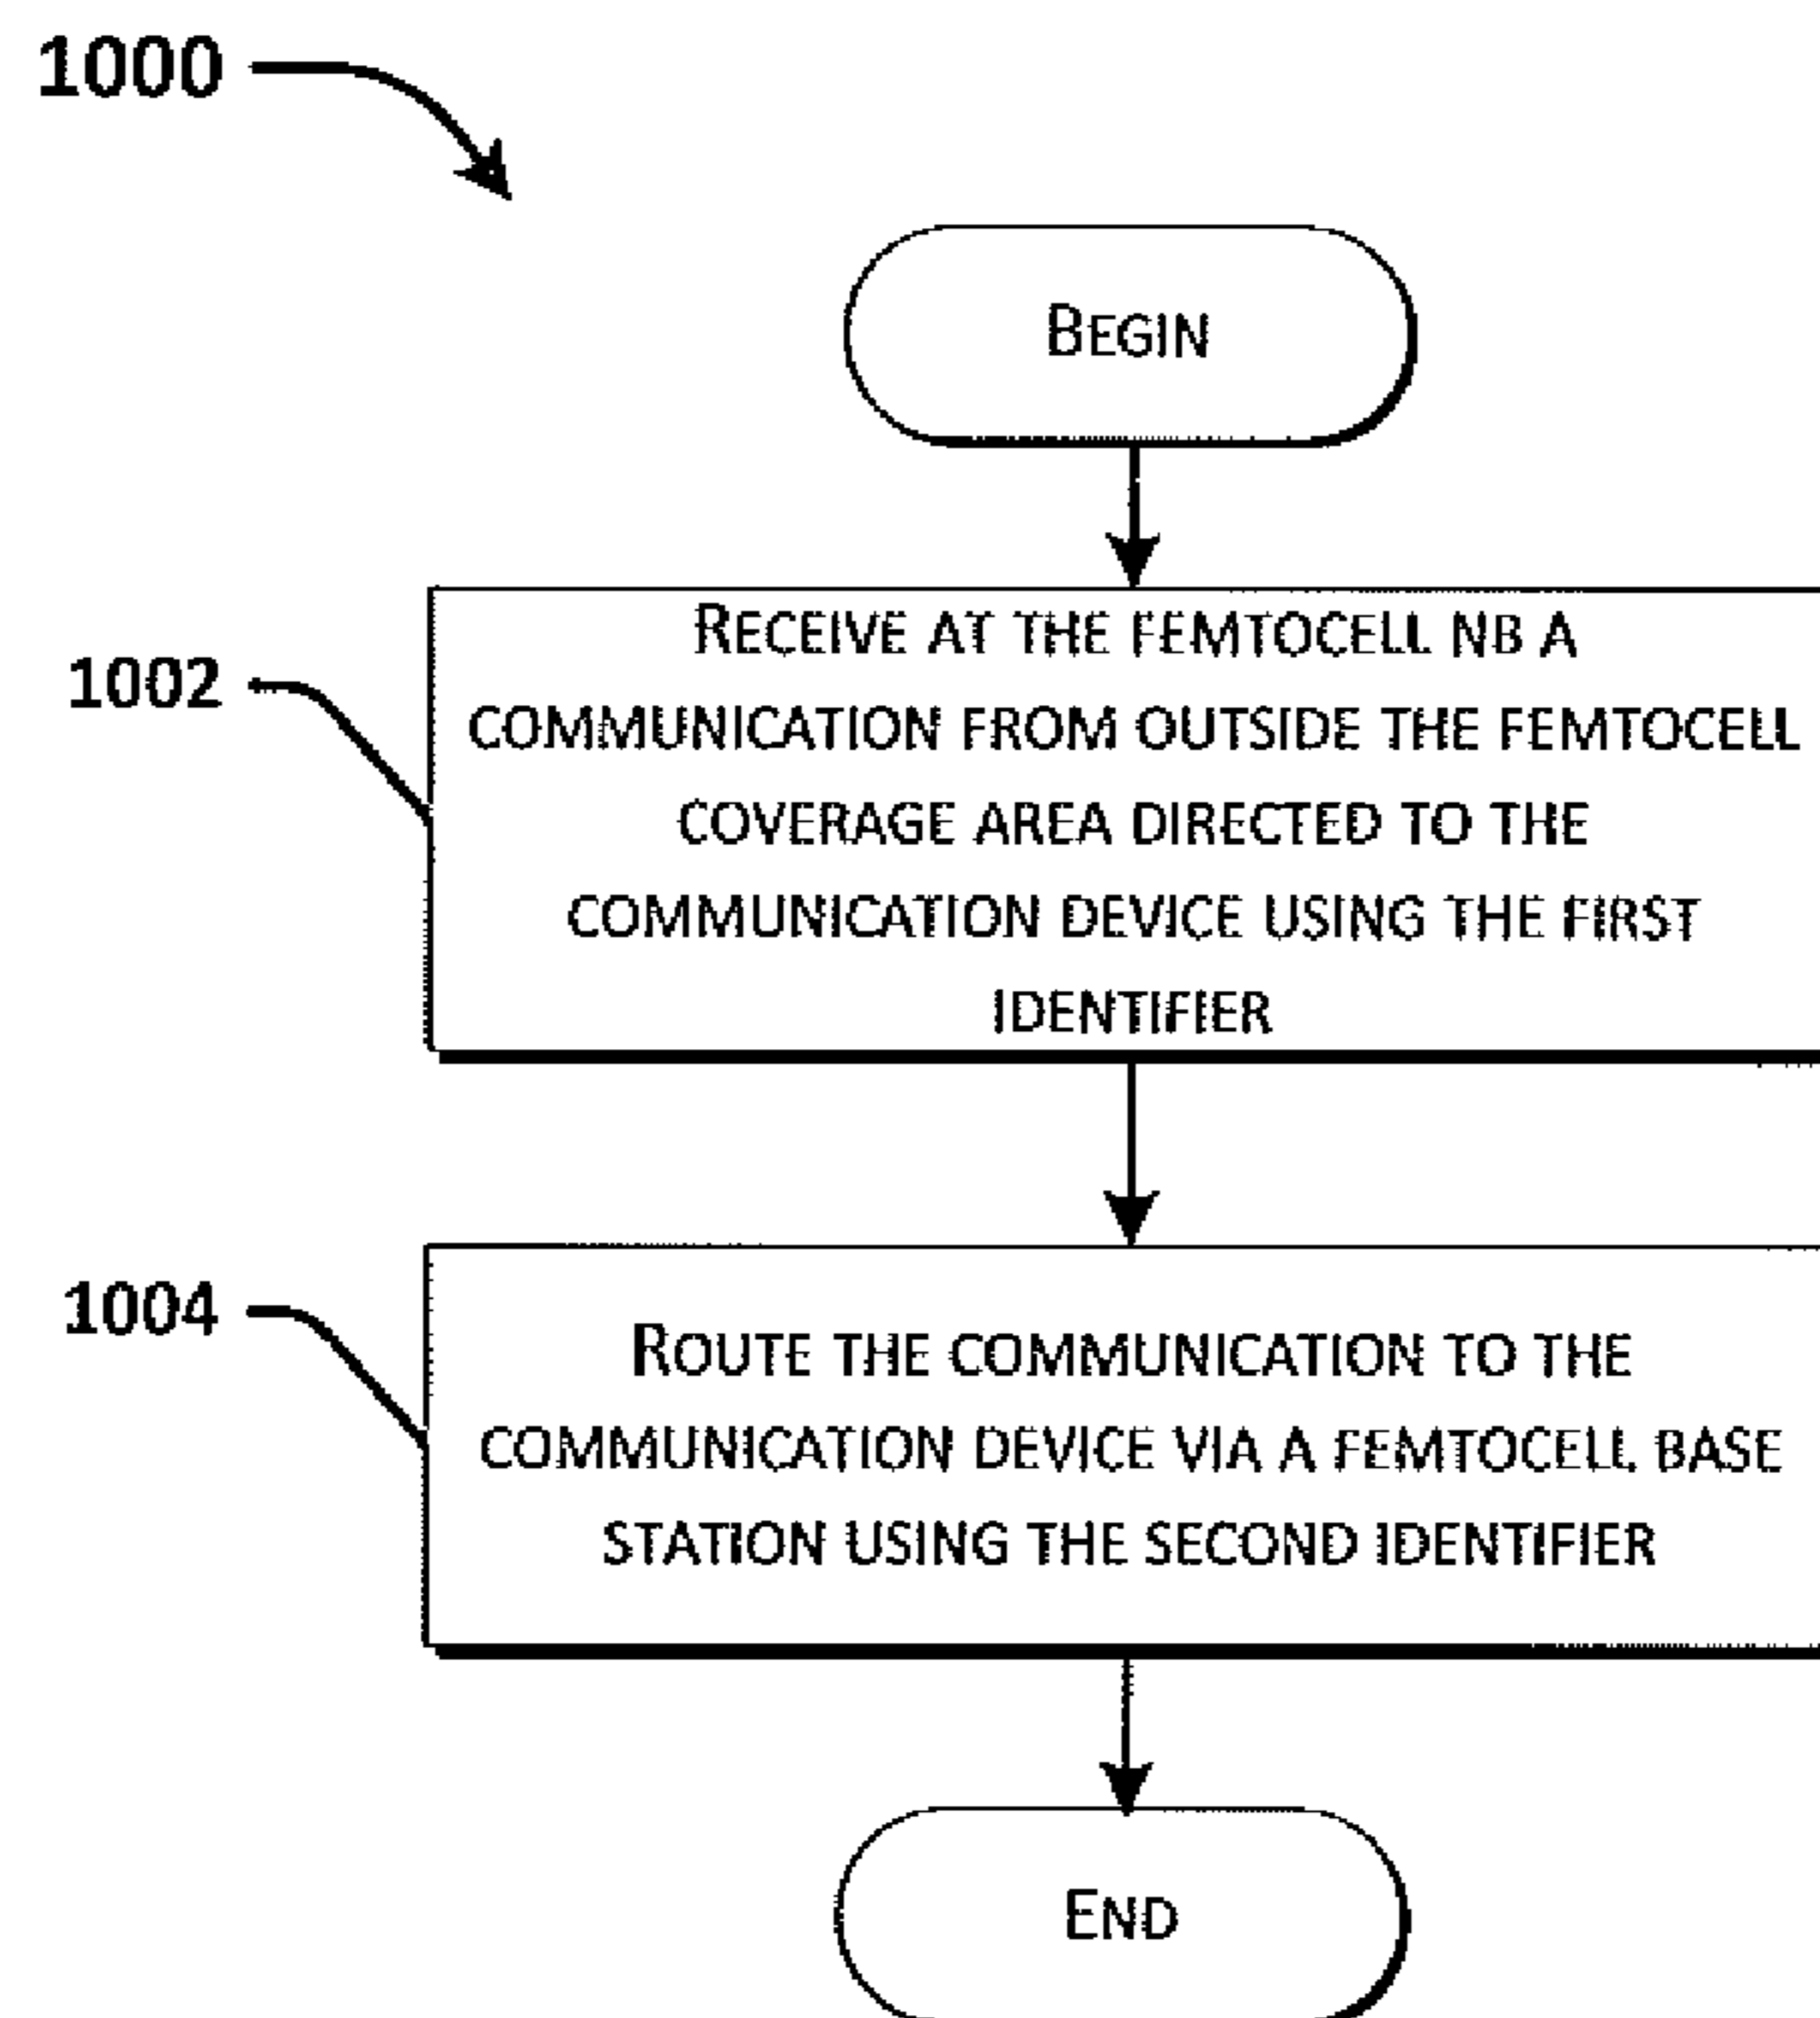 1000
BEGIN
1002
RECEIVE AT THE FEMTOCELL NB A
COMMUNICATION FROM OUTSIDE THE FEMTOCELL
COVERAGE AREA DIRECTED TO THE
COMMUNICATION DEVICE USING THE FIRST
IDENTIFIER
1004
ROUTE THE COMMUNICATION TO THE
COMMUNICATION DEVICE VIA A FEMTOCELL BASE
STATION USING THE SECOND IDENTIFIER
END